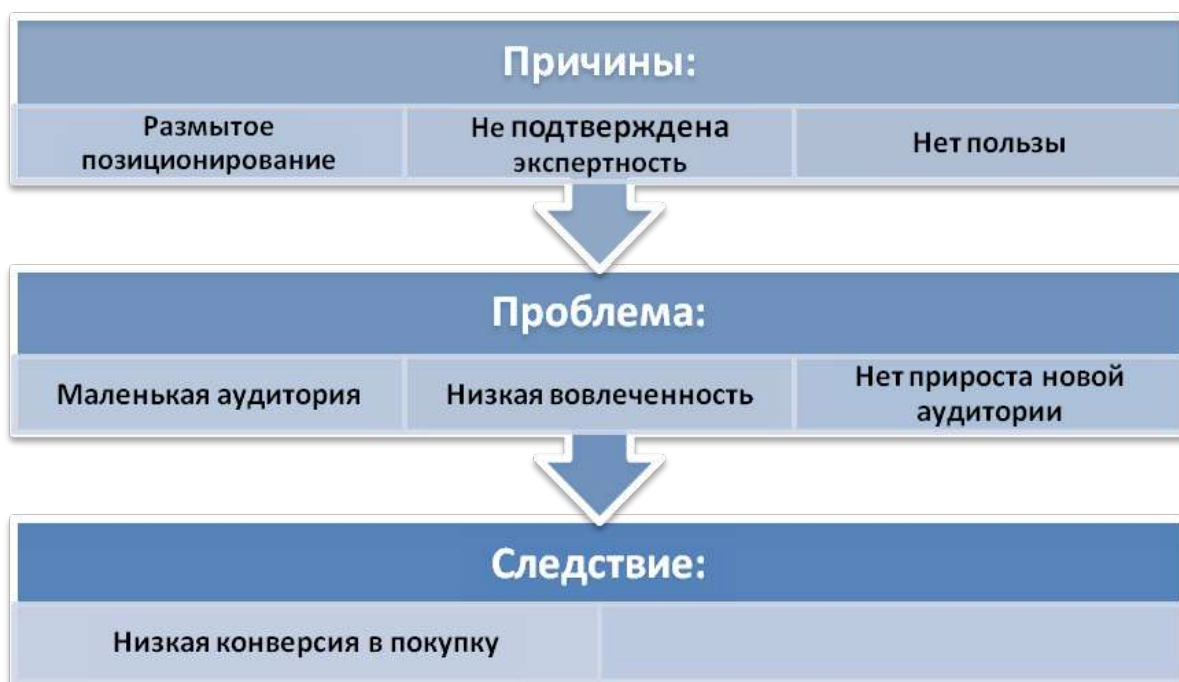 Причины:
Размытое
позиционирование
Не подтверждена
экспертность
Нет пользы
Проблема:
Маленькая аудитория
Низкая вовлеченность
Нет прироста новой
аудитории
Следствие:
Низкая конверсия в покупку